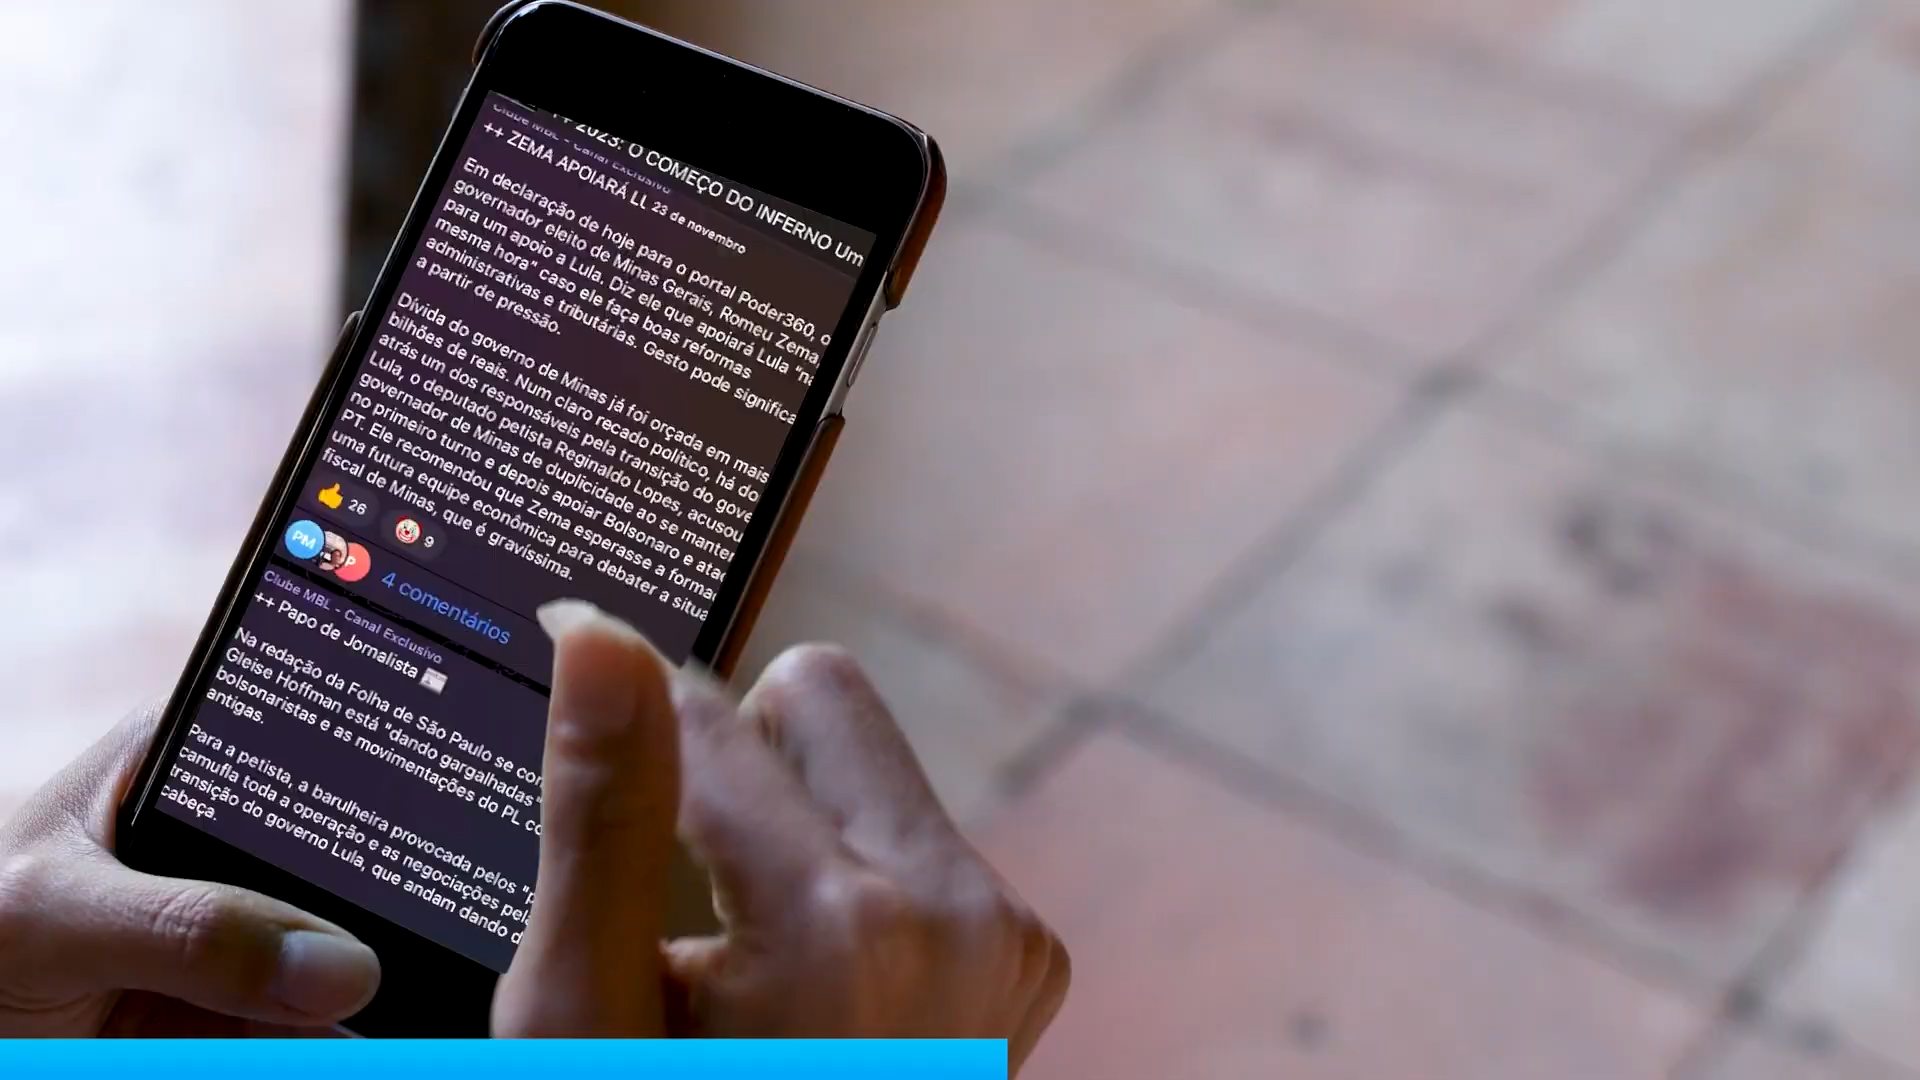 ++ 2023: O COMEÇO DO INFERNO Um
Clube MBL - Canal Exclusivo
++ ZEMA APOIARÁ
23 de novembro
Em declaração de hoje para o portal Poder360, o
governador eleito de Minas Gerais, Romeu Zema,
para um apoio a Lula. Diz ele que apoiará Lula "na
mesma hora" caso ele faça boas reformas
administrativas e tributárias. Gesto pode significa
a partir de pressão.
Dívida do governo de Minas já foi orçada em mais
bilhões de reais. Num claro recado político, há do
atrás um dos responsáveis pela transição do gove
Lula, o deputado petista Reginaldo Lopes, acusou
governador de Minas de duplicidade ao se manter
no primeiro turno e depois apoiar Bolsonaro e atac
PT. Ele recomendou que Zema esperasse a formaç
uma futura equipe econômica para debater a situa
fiscal de Minas, que é gravíssima.
👍 26 🤡 9
PM P 4 comentários
Clube MBL - Canal Exclusivo
++ Papo de Jornalista 📰
Na redação da Folha de São Paulo se con
Gleise Hoffman está "dando gargalhadas"
bolsonaristas e as movimentações do PL co
antigas.
Para a petista, a barulheira provocada pelos "p
camufla toda a operação e as negociações pela
transição do governo Lula, que andam dando d
cabeça.